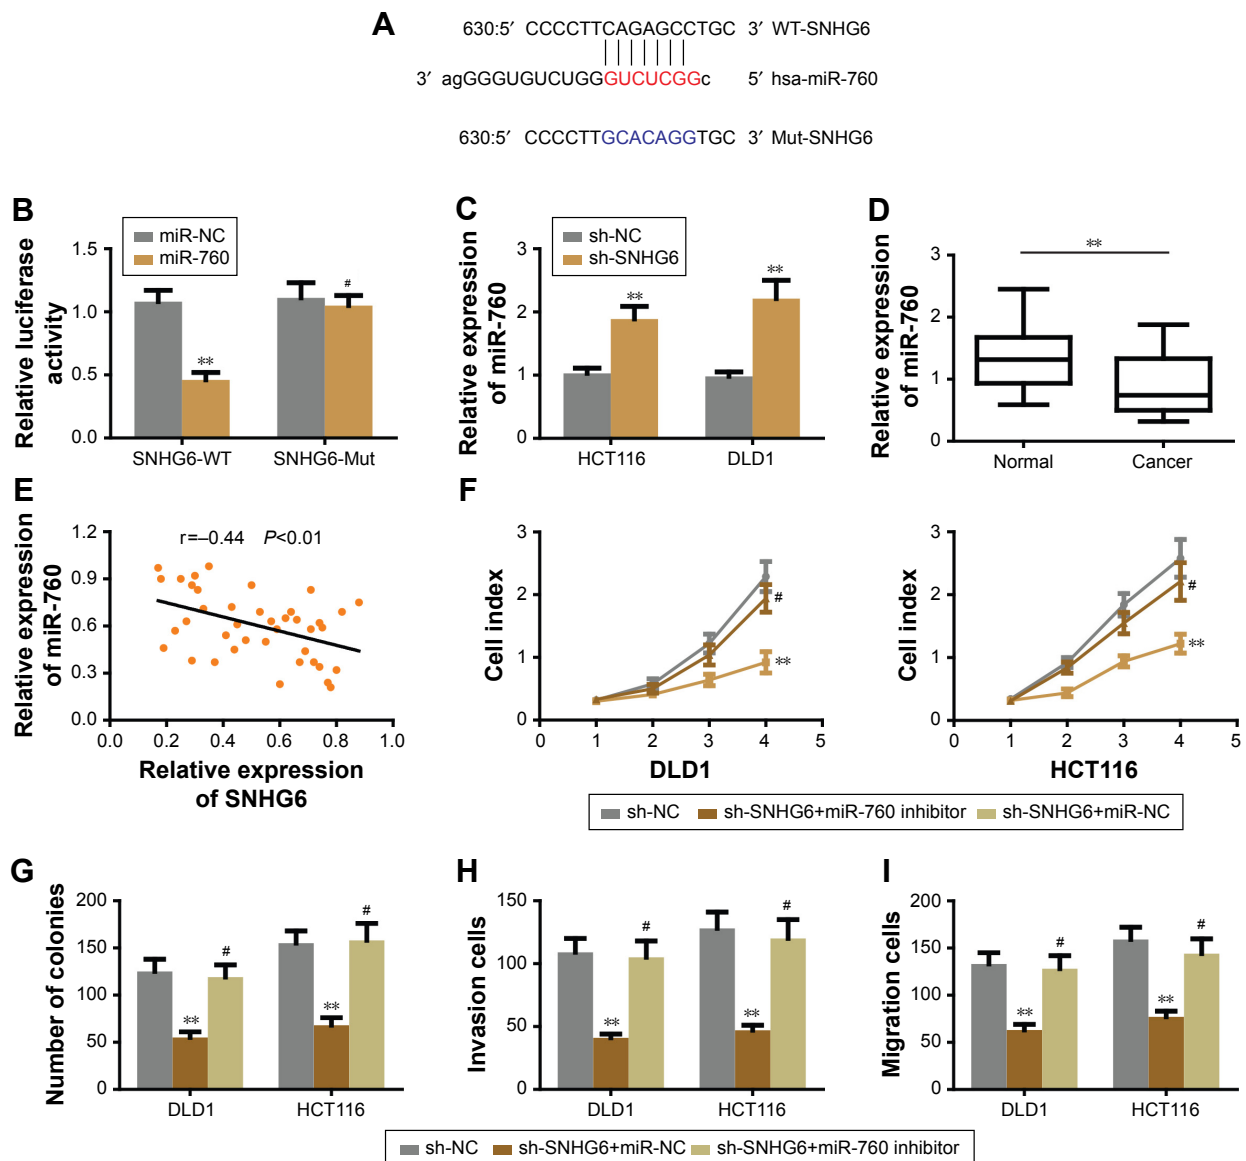 A
630:5′ CCCCTTCAGAGCCTGC 3′ WT-SNHG6
3′ agGGGUGUCUGGGUCUCGGc 5′ hsa-miR-760
630:5′ CCCCTTGCACAGGTGC 3′ Mut-SNHG6
B
Relative luciferase
activity
miR-NC
miR-760
1.5
1.0
0.5
0.0
**
#
SNHG6-WT SNHG6-Mut
C
Relative expression
of miR-760
sh-NC
sh-SNHG6
3
2
1
0
**
**
HCT116 DLD1
D
Relative expression
of miR-760
3
2
1
0
**
Normal Cancer
E
Relative expression
of miR-760
1.2
0.9
0.6
0.3
0.0
r=–0.44 P<0.01
0.0 0.2 0.4 0.6 0.8 1.0
Relative expression
of SNHG6
F
Cell index
3
2
1
0
#
**
0 1 2 3 4 5
DLD1
Cell index
3
2
1
0
#
**
0 1 2 3 4 5
HCT116
sh-NC sh-SNHG6+miR-760 inhibitor sh-SNHG6+miR-NC
G
Number of colonies
200
150
100
50
0
**
#
**
#
DLD1 HCT116
H
Invasion cells
150
100
50
0
**
#
**
#
DLD1 HCT116
I
Migration cells
200
150
100
50
0
**
#
**
#
DLD1 HCT116
sh-NC sh-SNHG6+miR-NC sh-SNHG6+miR-760 inhibitor